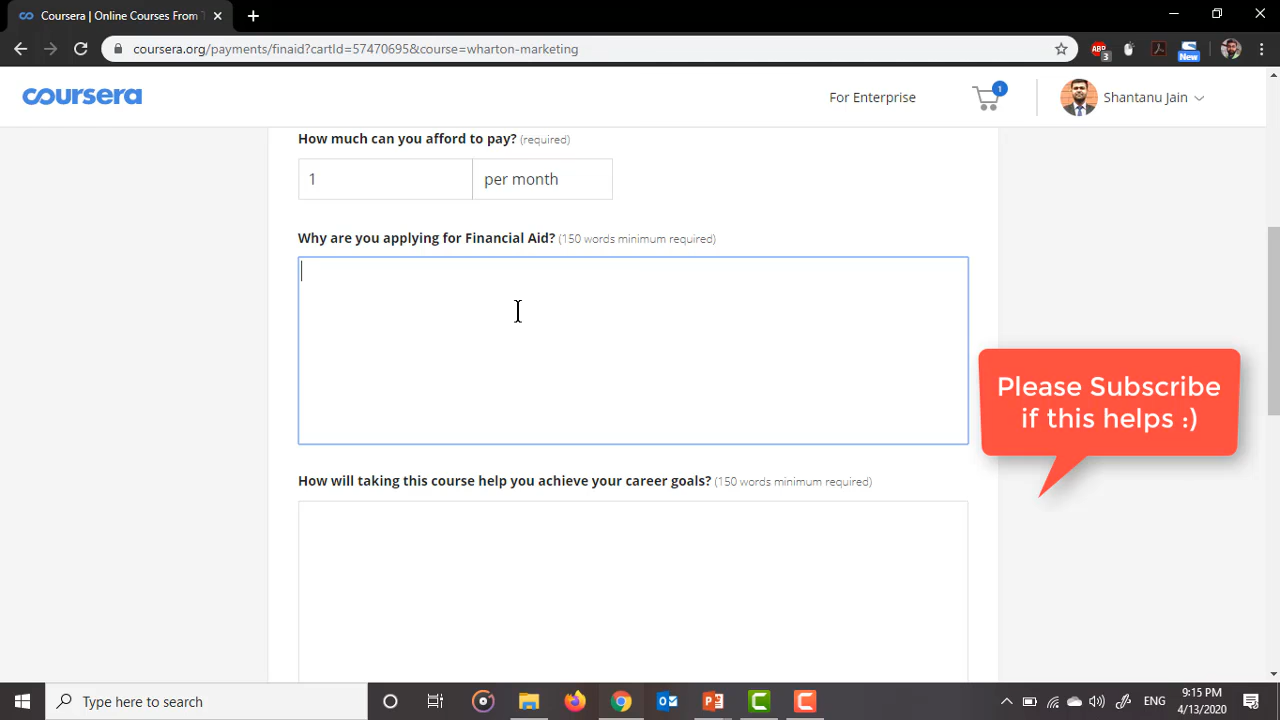 Coursera | Online Courses From
coursera.org/payments/finaid?cartId=57470695&course=wharton-marketing
ABP
3
New
coursera
For Enterprise
1
Shantanu Jain
How much can you afford to pay? (required)
1
per month
Why are you applying for Financial Aid? (150 words minimum required)
Please Subscribe
if this helps :)
How will taking this course help you achieve your career goals? (150 words minimum required)
Type here to search
ENG
9:15 PM
4/13/2020